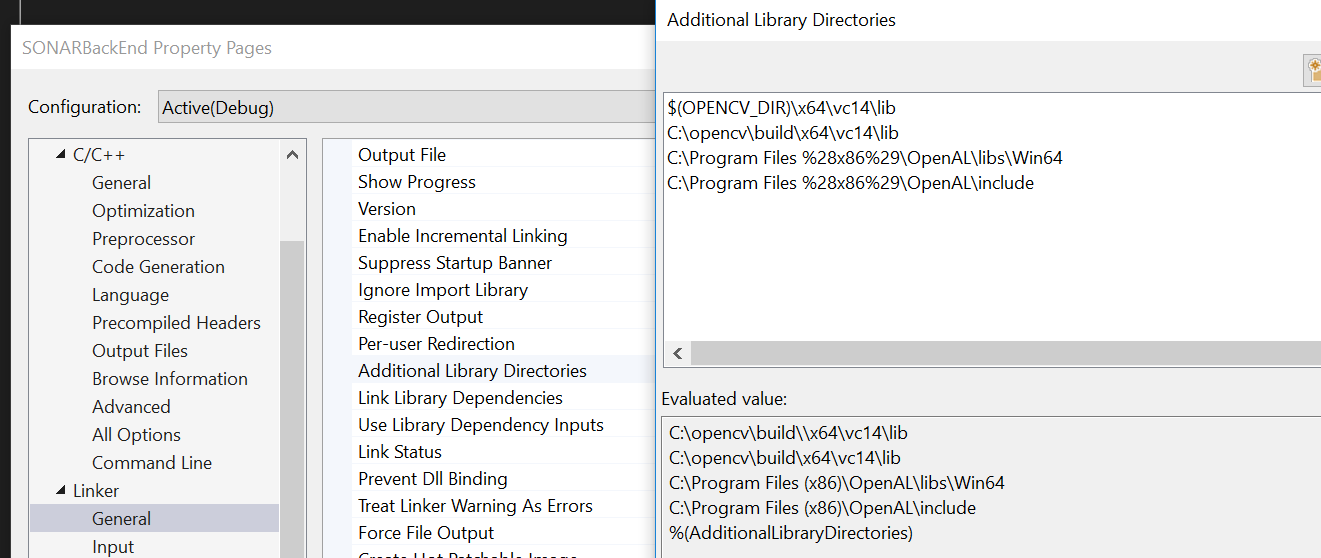 SONARBackEnd Property Pages
Configuration:
Active(Debug)
C/C++
General
Optimization
Preprocessor
Code Generation
Language
Precompiled Headers
Output Files
Browse Information
Advanced
All Options
Command Line
Linker
General
Input
Output File
Show Progress
Version
Enable Incremental Linking
Suppress Startup Banner
Ignore Import Library
Register Output
Per-user Redirection
Additional Library Directories
Link Library Dependencies
Use Library Dependency Inputs
Link Status
Prevent Dll Binding
Treat Linker Warning As Errors
Force File Output
Create Hot Patchable Image
Additional Library Directories
$(OPENCV_DIR)\x64\vc14\lib
C:\opencv\build\x64\vc14\lib
C:\Program Files %28x86%29\OpenAL\libs\Win64
C:\Program Files %28x86%29\OpenAL\include
Evaluated value:
C:\opencv\build\\x64\vc14\lib
C:\opencv\build\x64\vc14\lib
C:\Program Files (x86)\OpenAL\libs\Win64
C:\Program Files (x86)\OpenAL\include
%(AdditionalLibraryDirectories)